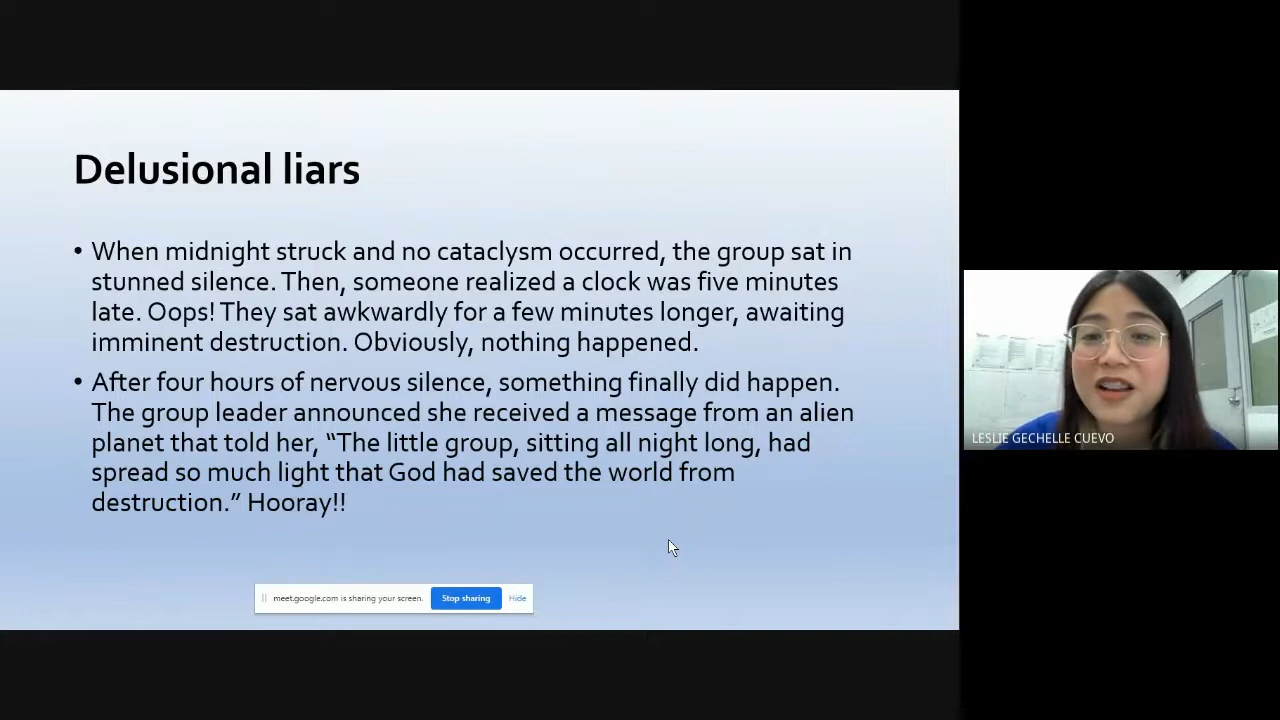 Delusional liars
• When midnight struck and no cataclysm occurred, the group sat in
stunned silence. Then, someone realized a clock was five minutes
late. Oops! They sat awkwardly for a few minutes longer, awaiting
imminent destruction. Obviously, nothing happened.
• After four hours of nervous silence, something finally did happen.
The group leader announced she received a message from an alien
planet that told her, “The little group, sitting all night long, had
spread so much light that God had saved the world from
destruction.” Hooray!!
meet.google.com is sharing your screen. Stop sharing Hide
LESLIE GECHELLE CUEVO